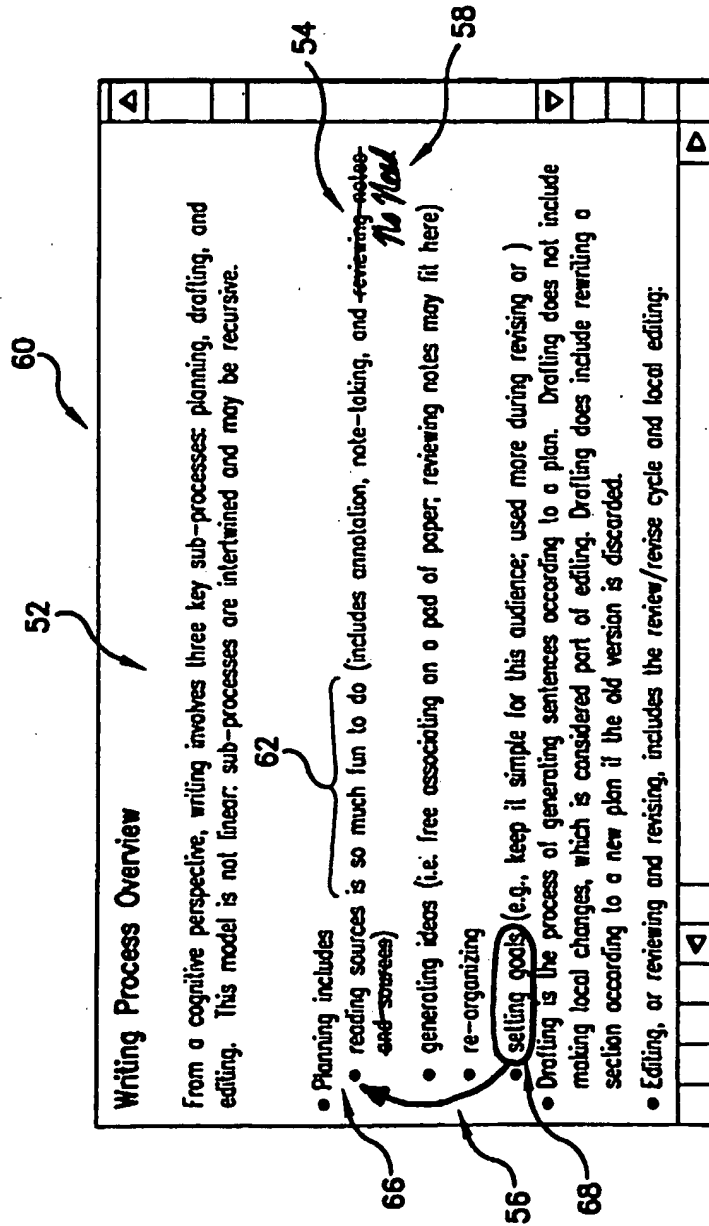 60
52
Writing Process Overview
From a cognitive perspective, writing involves three key sub-processes: planning, drafting, and
editing. This model is not linear: sub-processes are intertwined and may be recursive.
62
54
66
• Planning includes
• reading sources is so much fun to do (includes annotation, note-taking, and reviewing notes
and sources)
No Need
58
• generating ideas (i.e. free associating on a pad of paper; reviewing notes may fit here)
• re-organizing
56
• setting goals (e.g., keep it simple for this audience; used more during revising or )
68
• Drafting is the process of generating sentences according to a plan. Drafting does not include
making local changes, which is considered part of editing. Drafting does include rewriting a
section according to a new plan if the old version is discarded.
• Editing, or reviewing and revising, includes the review/revise cycle and local editing: